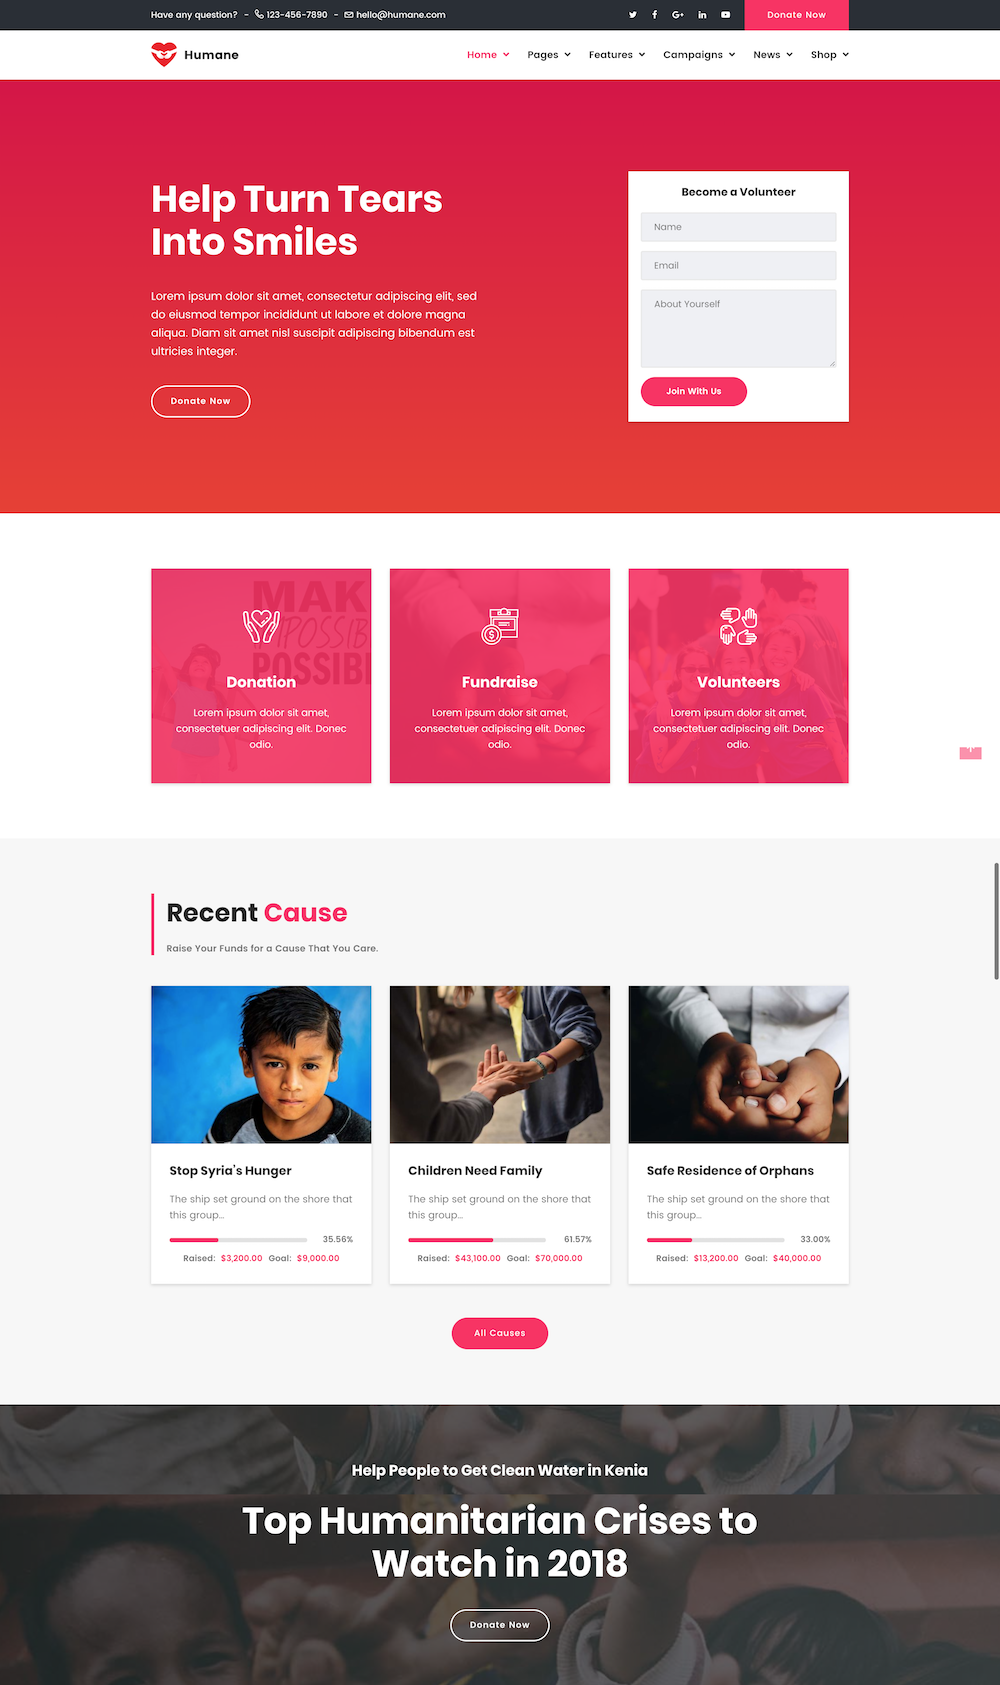 Have any question? - 123-456-7890 - hello@humane.com
Donate Now
Humane
Home Pages Features Campaigns News Shop
Help Turn Tears
Into Smiles
Lorem ipsum dolor sit amet, consectetur adipiscing elit, sed
do eiusmod tempor incididunt ut labore et dolore magna
aliqua. Diam sit amet nisl suscipit adipiscing bibendum est
ultricies integer.
Donate Now
Become a Volunteer
Name
Email
About Yourself
Join With Us
MAK
POSSIB
POSSIBL
Donation
Lorem ipsum dolor sit amet,
consectetuer adipiscing elit. Donec
odio.
Fundraise
Lorem ipsum dolor sit amet,
consectetuer adipiscing elit. Donec
odio.
Volunteers
Lorem ipsum dolor sit amet,
consectetuer adipiscing elit. Donec
odio.
Recent Cause
Raise Your Funds for a Cause That You Care.
Stop Syria's Hunger
The ship set ground on the shore that
this group...
35.56%
Raised: $3,200.00 Goal: $9,000.00
Children Need Family
The ship set ground on the shore that
this group...
61.57%
Raised: $43,100.00 Goal: $70,000.00
Safe Residence of Orphans
The ship set ground on the shore that
this group...
33.00%
Raised: $13,200.00 Goal: $40,000.00
All Causes
Help People to Get Clean Water in Kenia
Top Humanitarian Crises to
Watch in 2018
Donate Now